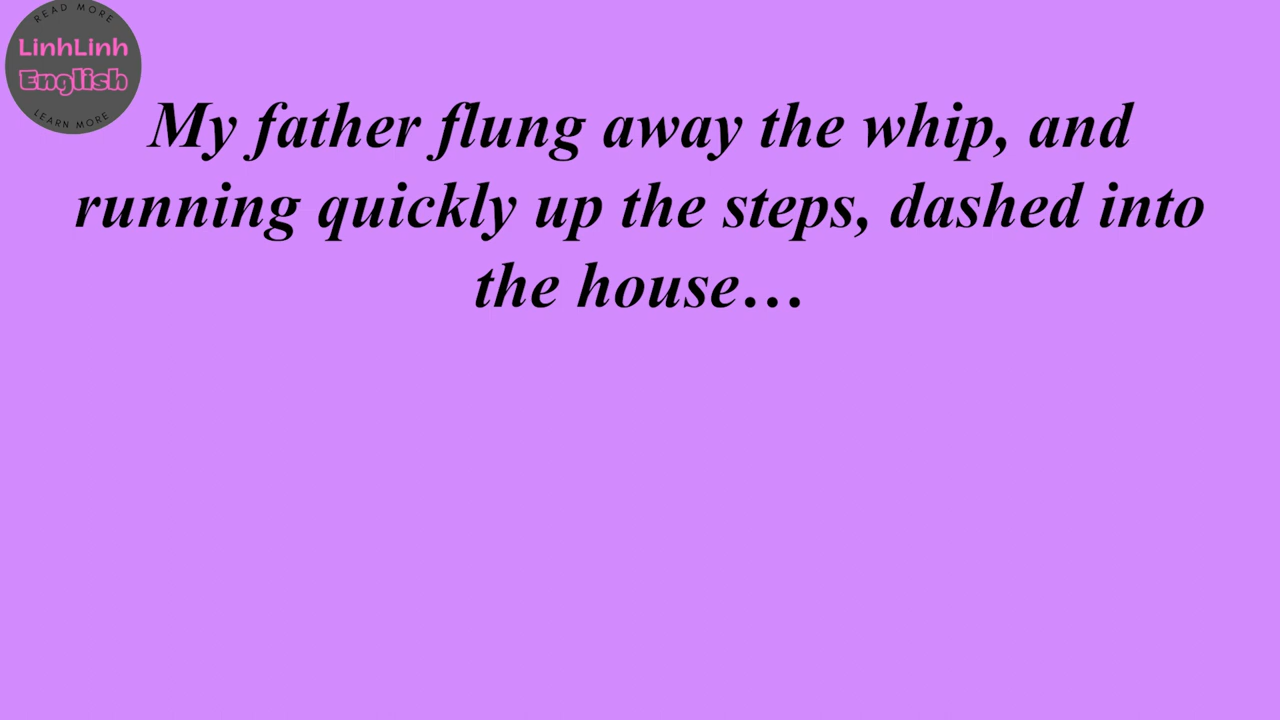 READ MORE
LinhLinh
English
LEARN MORE
My father flung away the whip, and
running quickly up the steps, dashed into
the house…